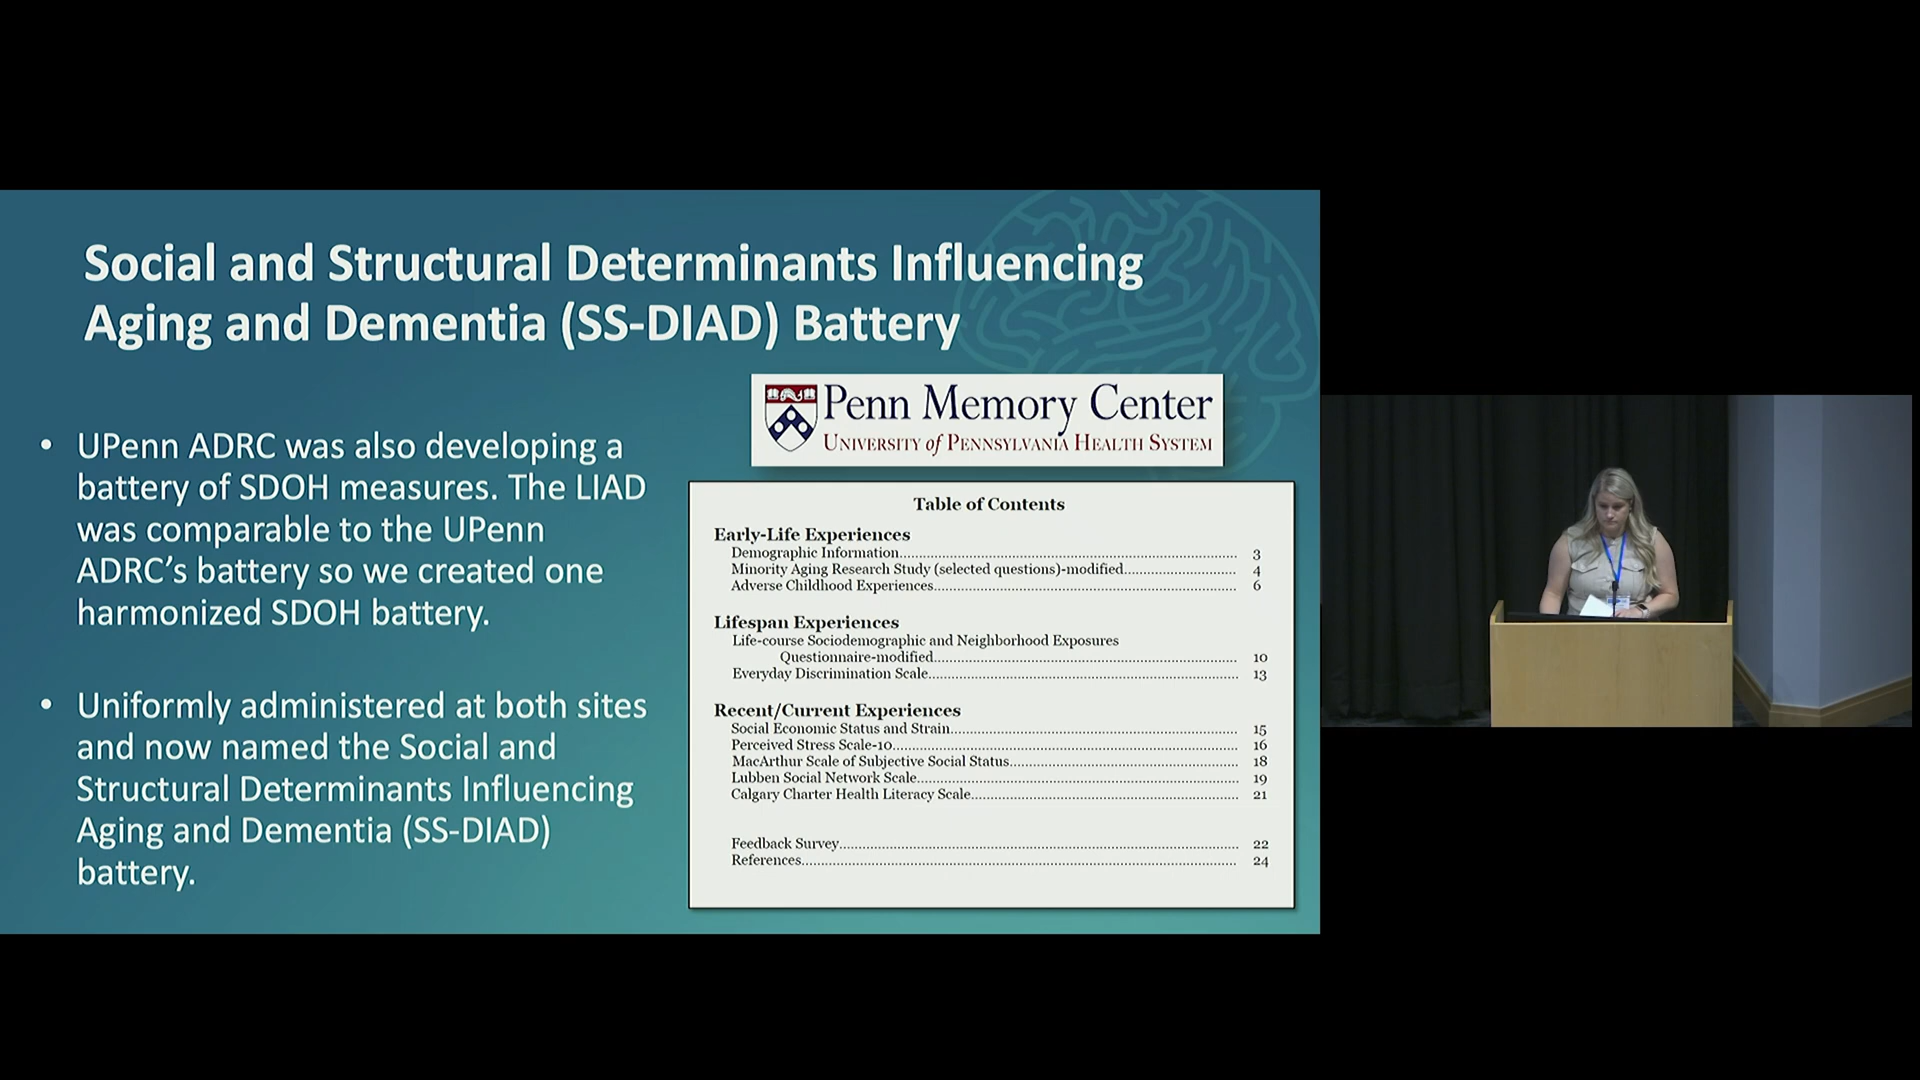 Social and Structural Determinants Influencing
Aging and Dementia (SS-DIAD) Battery
• UPenn ADRC was also developing a
battery of SDOH measures. The LIAD
was comparable to the UPenn
ADRC’s battery so we created one
harmonized SDOH battery.
• Uniformly administered at both sites
and now named the Social and
Structural Determinants Influencing
Aging and Dementia (SS-DIAD)
battery.
Penn Memory Center
UNIVERSITY of PENNSYLVANIA HEALTH SYSTEM
Table of Contents
Early-Life Experiences
Demographic Information 3
Minority Aging Research Study (selected questions)-modified 4
Adverse Childhood Experiences 6
Lifespan Experiences
Life-course Sociodemographic and Neighborhood Exposures
Questionnaire-modified 10
Everyday Discrimination Scale 13
Recent/Current Experiences
Social Economic Status and Strain 15
Perceived Stress Scale-10 16
MacArthur Scale of Subjective Social Status 18
Lubben Social Network Scale 19
Calgary Charter Health Literacy Scale 21
Feedback Survey 22
References 24